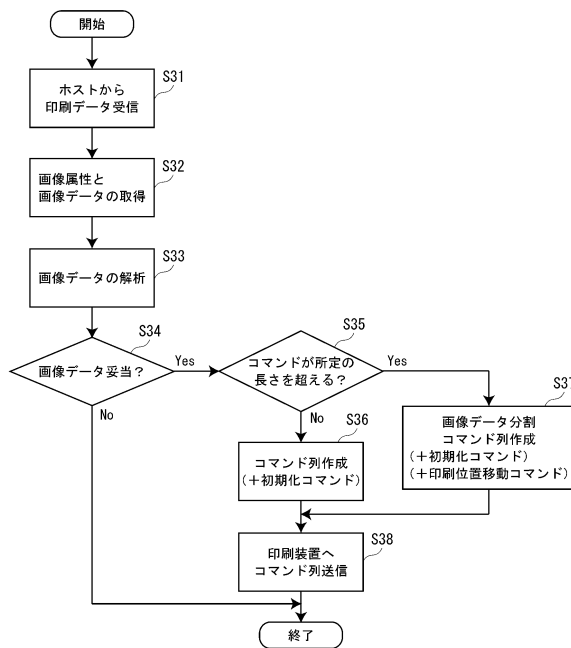 開始
S31
ホストから
印刷データ受信
S32
画像属性と
画像データの取得
S33
画像データの解析
S34
画像データ妥当？
Yes
No
S35
コマンドが所定の
長さを超える？
Yes
No
S36
コマンド列作成
(＋初期化コマンド)
S37
画像データ分割
コマンド列作成
(＋初期化コマンド)
(＋印刷位置移動コマンド)
S38
印刷装置へ
コマンド列送信
終了